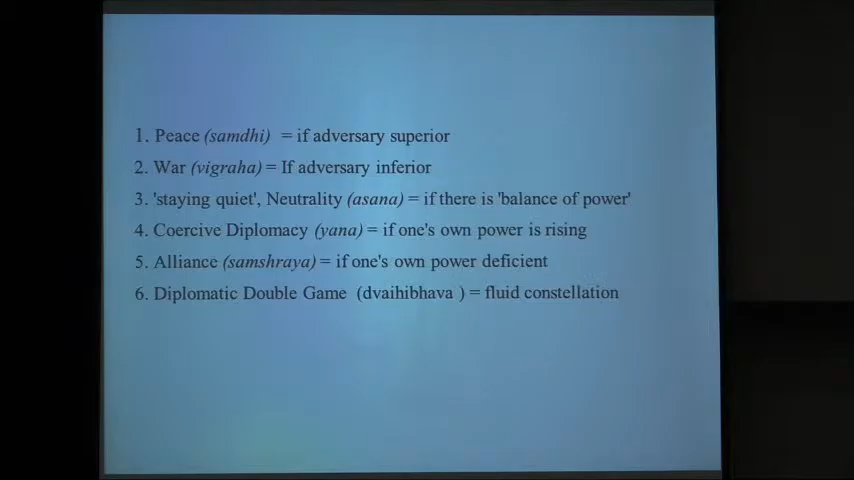 1. Peace (samdhi) = if adversary superior
2. War (vigraha) = If adversary inferior
3. 'staying quiet', Neutrality (asana) = if there is 'balance of power'
4. Coercive Diplomacy (yana) = if one's own power is rising
5. Alliance (samshraya) = if one's own power deficient
6. Diplomatic Double Game (dvaihibhava ) = fluid constellation